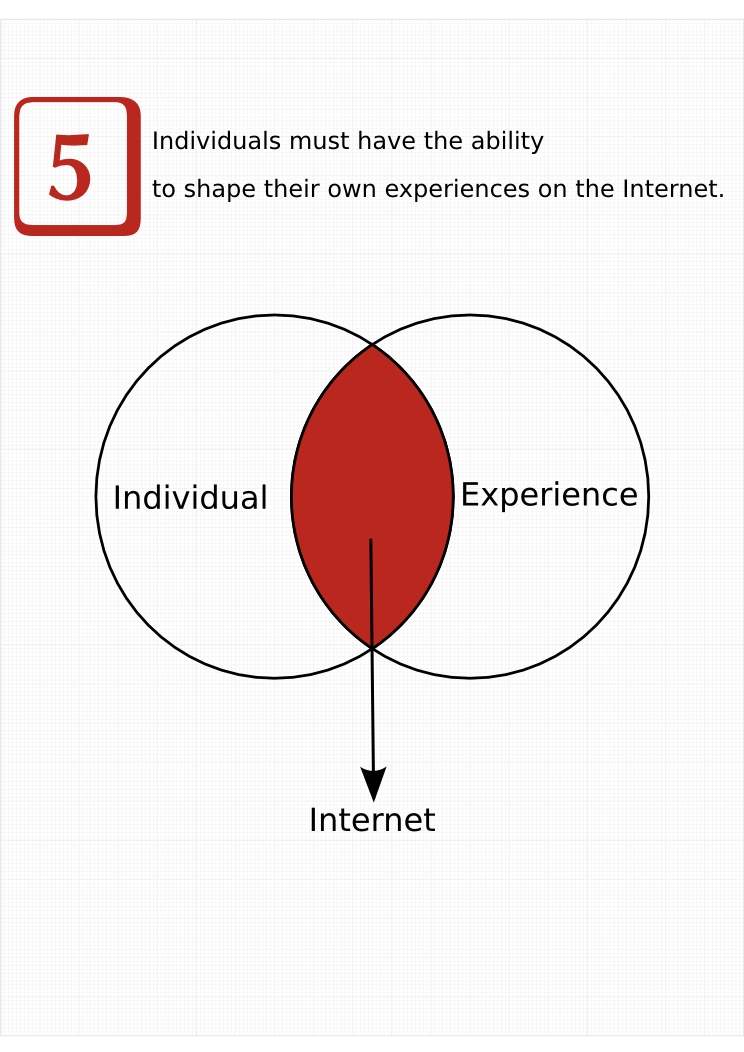 5
Individuals must have the ability
to shape their own experiences on the Internet.
Individual
Experience
Internet